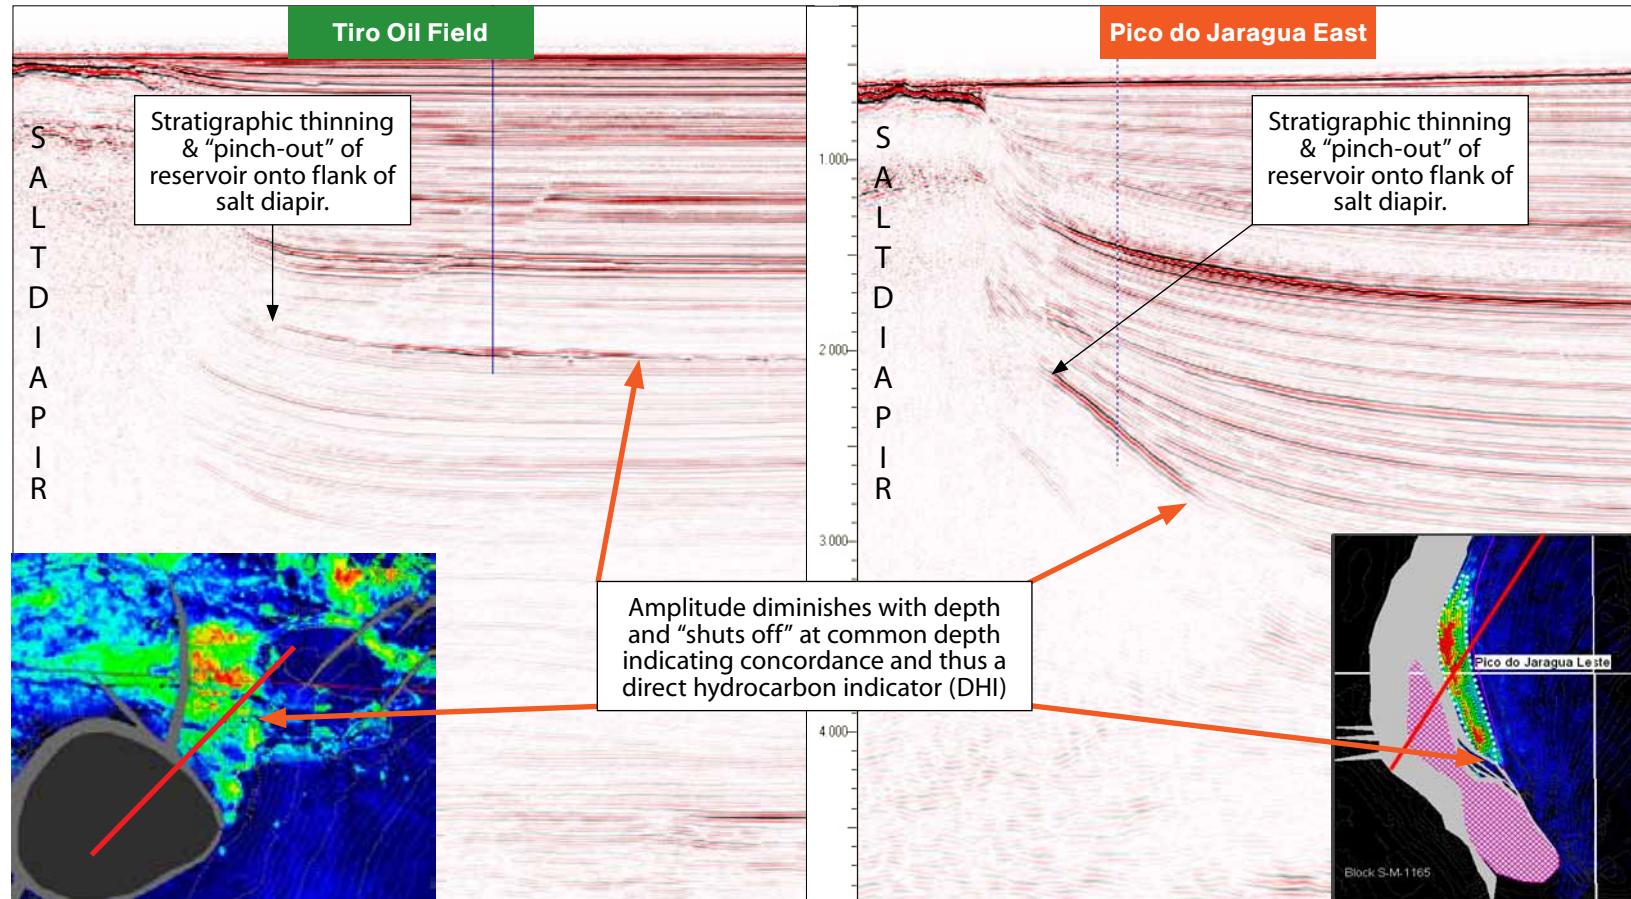 Tiro Oil Field
Pico do Jaragua East
Stratigraphic thinning
& “pinch-out” of
reservoir onto flank of
salt diapir.
Stratigraphic thinning
& “pinch-out” of
reservoir onto flank of
salt diapir.
S
A
L
T
D
I
A
P
I
R
S
A
L
T
D
I
A
P
I
R
1.000
2.000
3.000
4.000
Amplitude diminishes with depth
and “shuts off” at common depth
indicating concordance and thus a
direct hydrocarbon indicator (DHI)
Pico do Jaragua Leste
Block S-M-1165